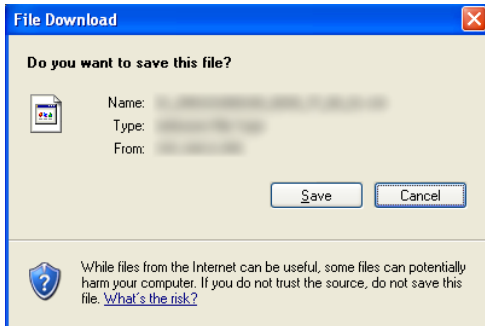 File Download
Do you want to save this file?
Name:
Type:
From:
Save
Cancel
While files from the Internet can be useful, some files can potentially
harm your computer. If you do not trust the source, do not save this
file. What's the risk?